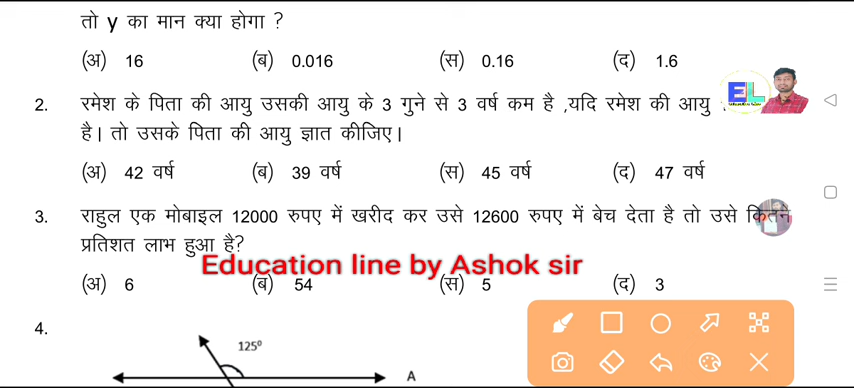 तो y का मान क्या होगा ?
(अ) 16 (ब) 0.016 (स) 0.16 (द) 1.6
2. रमेश के पिता की आयु उसकी आयु के 3 गुने से 3 वर्ष कम है ,यदि रमेश की आयु
EL
है। तो उसके पिता की आयु ज्ञात कीजिए।
(अ) 42 वर्ष (ब) 39 वर्ष (स) 45 वर्ष (द) 47 वर्ष
3. राहुल एक मोबाइल 12000 रुपए में खरीद कर उसे 12600 रुपए में बेच देता है तो उसे कितने
प्रतिशत लाभ हुआ है?
Education line by Ashok sir
(अ) 6 (ब) 54 (स) 5 (द) 3
4.
125⁰
A